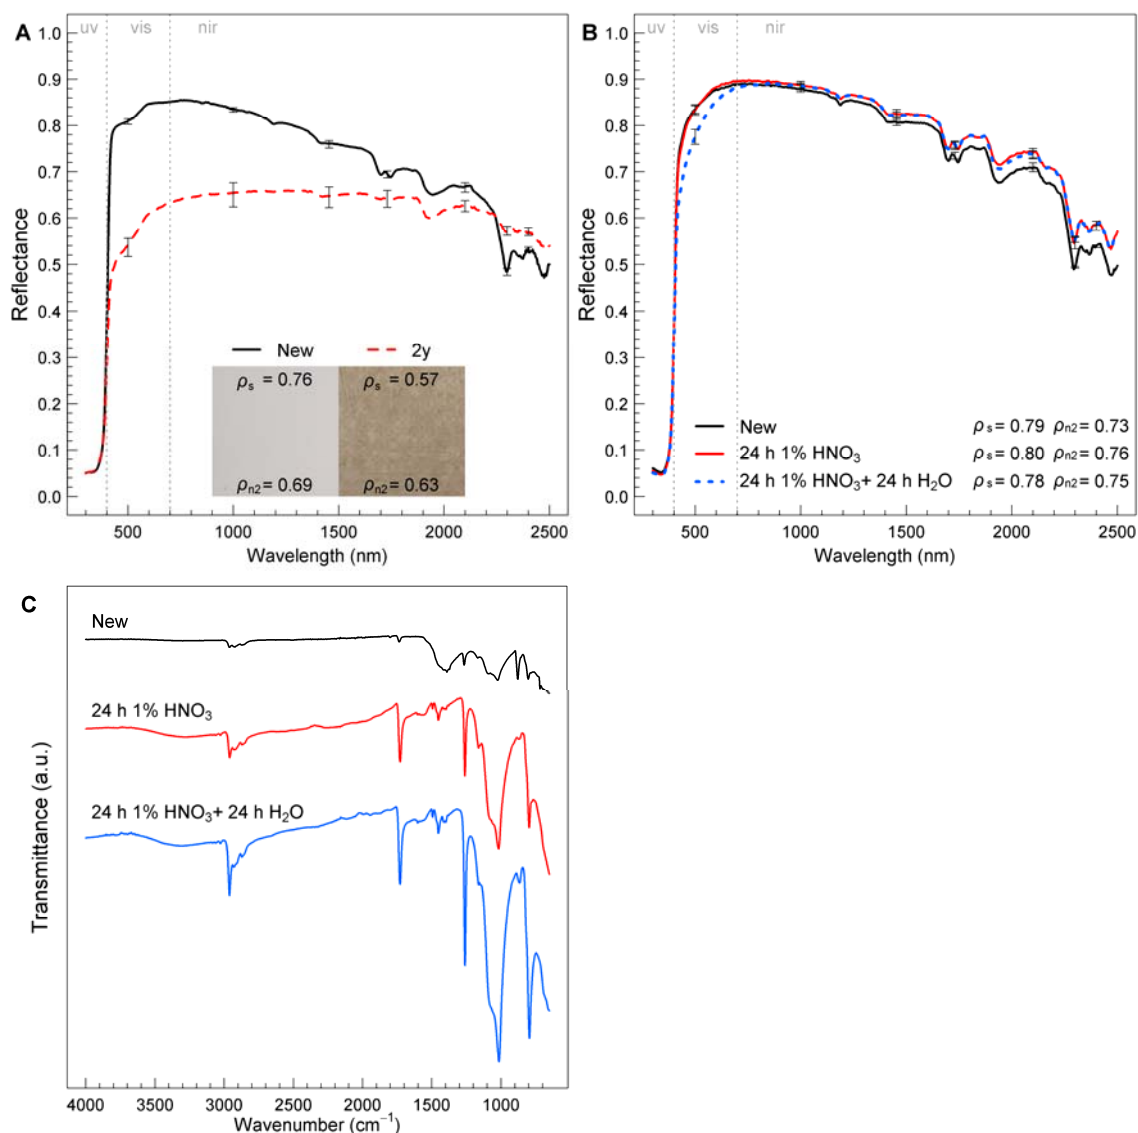 A
uv vis nir
1.0
0.9
0.8
0.7
0.6
0.5
0.4
0.3
0.2
0.1
0.0
Reflectance
New 2y
ρs = 0.76 ρs = 0.57
ρn2= 0.69 ρn2= 0.63
500 1000 1500 2000 2500
Wavelength (nm)
B
uv vis nir
1.0
0.9
0.8
0.7
0.6
0.5
0.4
0.3
0.2
0.1
0.0
Reflectance
New ρs = 0.79 ρn2= 0.73
24 h 1% HNO₃ ρs = 0.80 ρn2= 0.76
24 h 1% HNO₃+ 24 h H₂O ρs = 0.78 ρn2= 0.75
500 1000 1500 2000 2500
Wavelength (nm)
C
New
24 h 1% HNO₃
24 h 1% HNO₃+ 24 h H₂O
Transmittance (a.u.)
4000 3500 3000 2500 2000 1500 1000
Wavenumber (cm⁻¹)